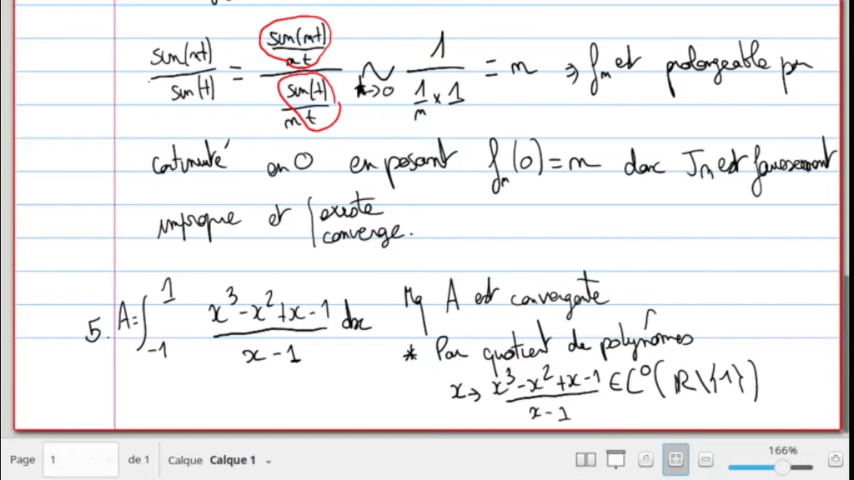 sin(nt)/sin(t) = (sin(nt)/nt)/(sin(t)/nt) ~ t→0 1/(1/n × 1) = n ⇒ fn est prolongeable par
continuité en 0 en posant fn(0) = n donc Jn est faussement
impropre et existe
converge.
5. A = ∫_{-1}^{1} (x³ - x² + x - 1)/(x - 1) dx Mq A est convergente
* Par quotient de polynômes
x → (x³ - x² + x - 1)/(x - 1) ∈ C⁰(ℝ\{1})
Page 1 de 1 Calque Calque 1 166%